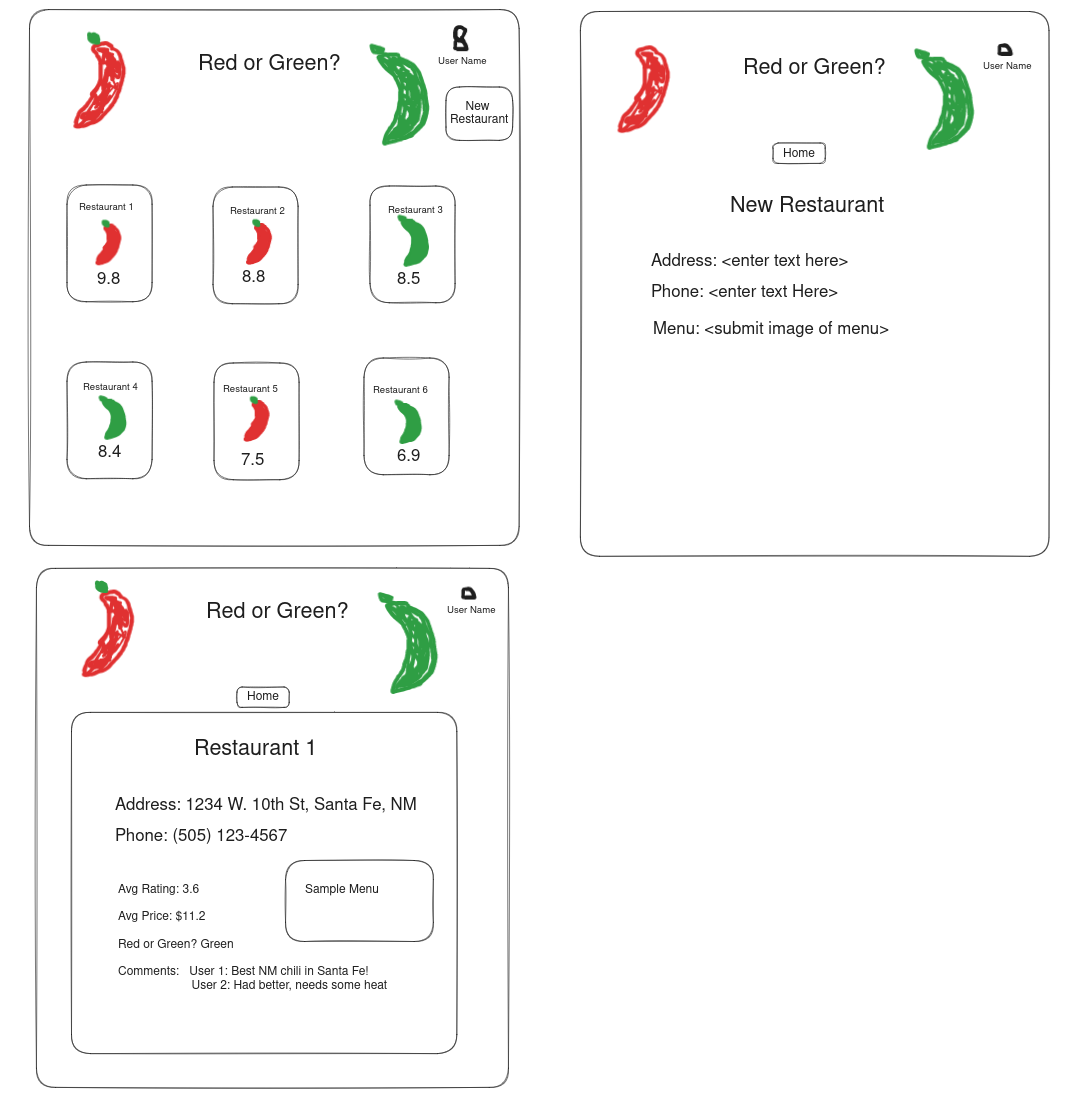 Red or Green?
User Name
New
Restaurant
Restaurant 1
9.8
Restaurant 2
8.8
Restaurant 3
8.5
Restaurant 4
8.4
Restaurant 5
7.5
Restaurant 6
6.9
Red or Green?
User Name
Home
New Restaurant
Address: <enter text here>
Phone: <enter text Here>
Menu: <submit image of menu>
Red or Green?
User Name
Home
Restaurant 1
Address: 1234 W. 10th St, Santa Fe, NM
Phone: (505) 123-4567
Avg Rating: 3.6
Avg Price: $11.2
Red or Green? Green
Sample Menu
Comments: User 1: Best NM chili in Santa Fe!
User 2: Had better, needs some heat